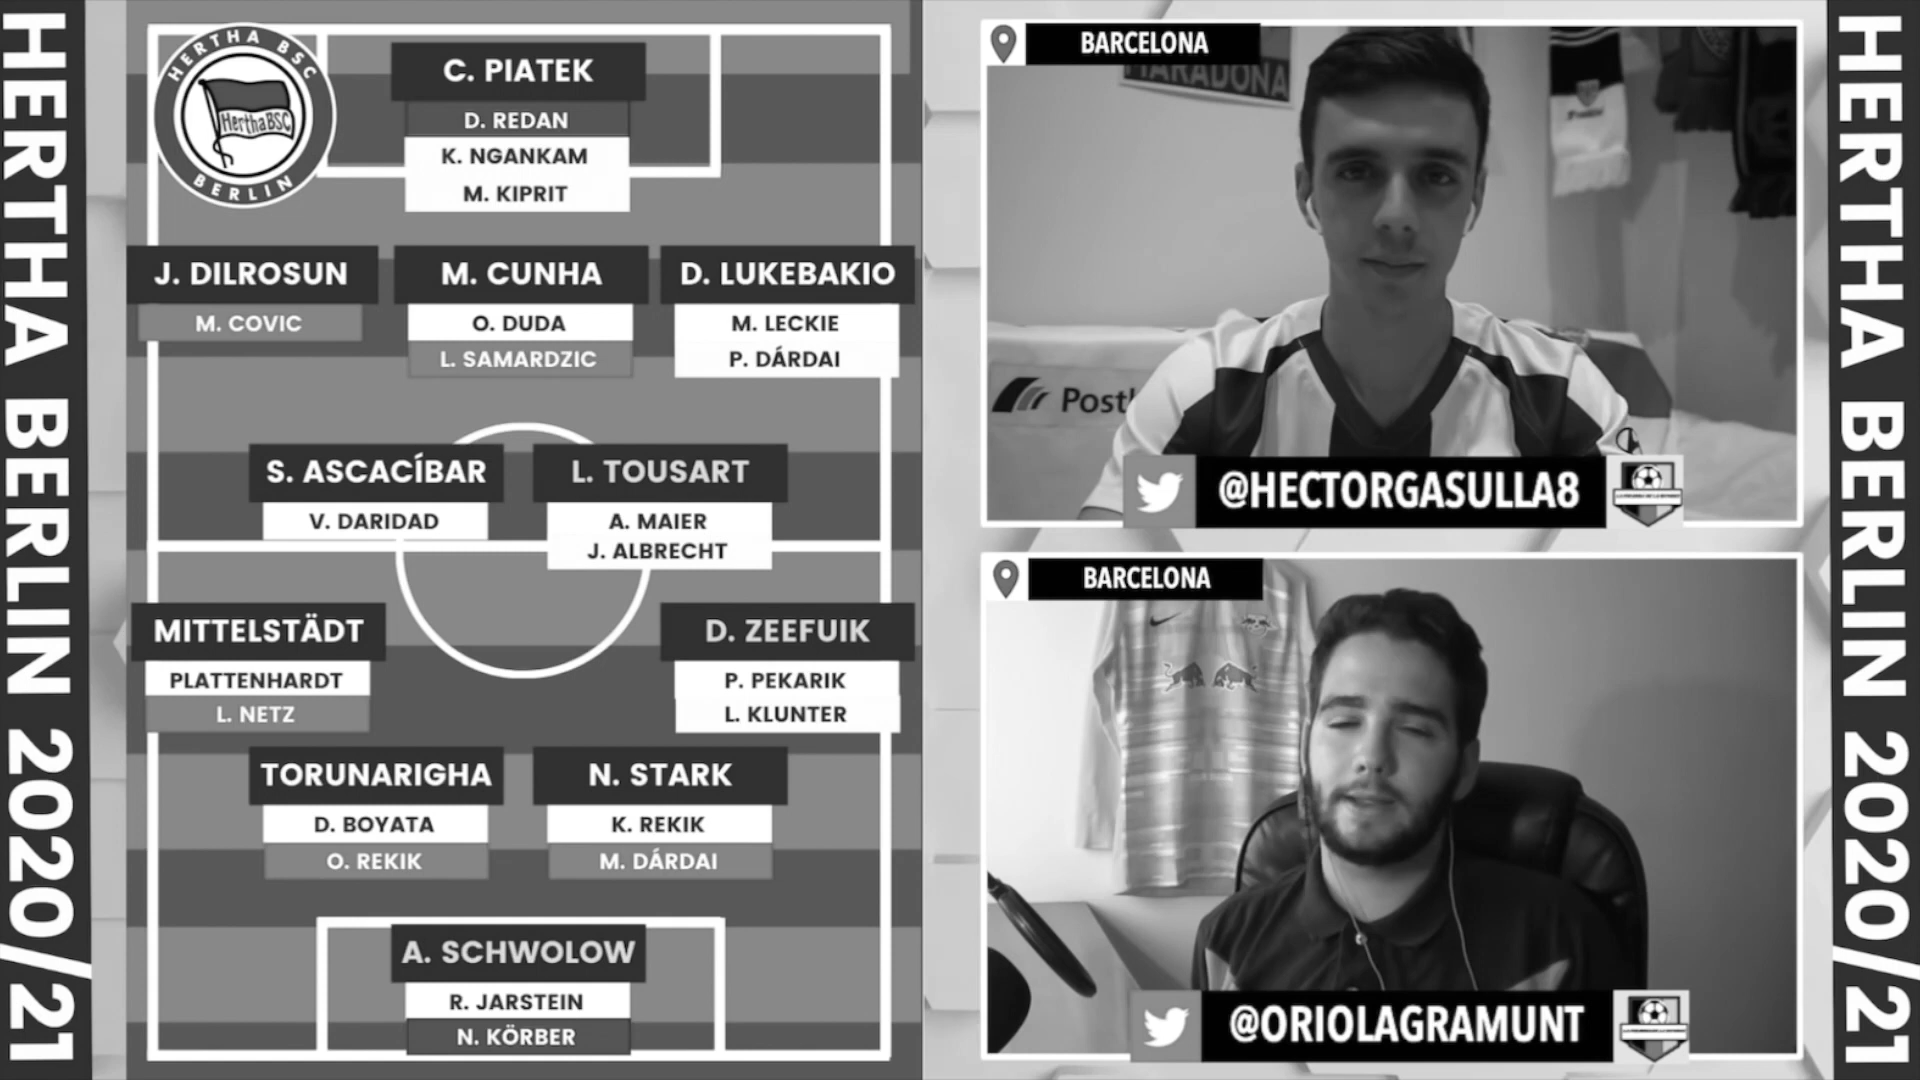 HERTHA BERLIN 2020/21
HERTHA BSC
HerthaBSC
BERLIN
C. PIATEK
D. REDAN
K. NGANKAM
M. KIPRIT
J. DILROSUN
M. COVIC
M. CUNHA
O. DUDA
L. SAMARDZIC
D. LUKEBAKIO
M. LECKIE
P. DÁRDAI
S. ASCACÍBAR
V. DARIDAD
L. TOUSART
A. MAIER
J. ALBRECHT
MITTELSTÄDT
PLATTENHARDT
L. NETZ
D. ZEEFUIK
P. PEKARIK
L. KLUNTER
TORUNARIGHA
D. BOYATA
O. REKIK
N. STARK
K. REKIK
M. DÁRDAI
A. SCHWOLOW
R. JARSTEIN
N. KÖRBER
BARCELONA
MARADONA
Post
@HECTORGASULLA8
BARCELONA
@ORIOLAGRAMUNT
HERTHA BERLIN 2020/21